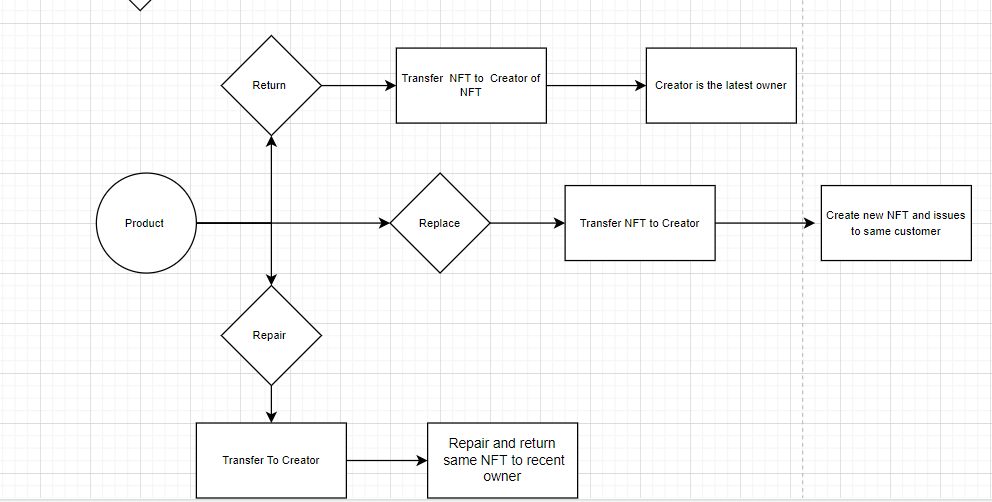 Return
Transfer NFT to Creator of
NFT
Creator is the latest owner
Product
Replace
Transfer NFT to Creator
Create new NFT and issues
to same customer
Repair
Transfer To Creator
Repair and return
same NFT to recent
owner